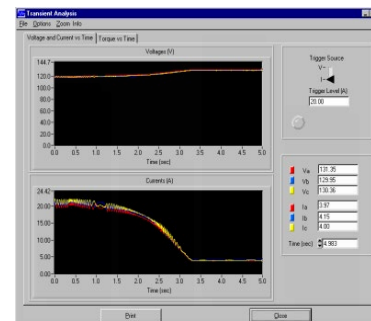 Transient Analysis
File Options Zoom Info
Voltage and Current vs Time Torque vs Time
Voltages (V)
144.7
120.0
100.0
80.0
60.0
40.0
20.0
0.0
0.0 0.5 1.0 1.5 2.0 2.5 3.0 3.5 4.0 4.5 5.0
Time (sec)
Currents (A)
24.42
20.00
15.00
10.00
5.00
0.00
0.0 0.5 1.0 1.5 2.0 2.5 3.0 3.5 4.0 4.5 5.0
Time (sec)
Trigger Source
V
I
Trigger Level (A)
20.00
Va 131.35
Vb 129.95
Vc 130.36
Ia 3.97
Ib 4.15
Ic 4.00
Time (sec) 4.983
Print Close